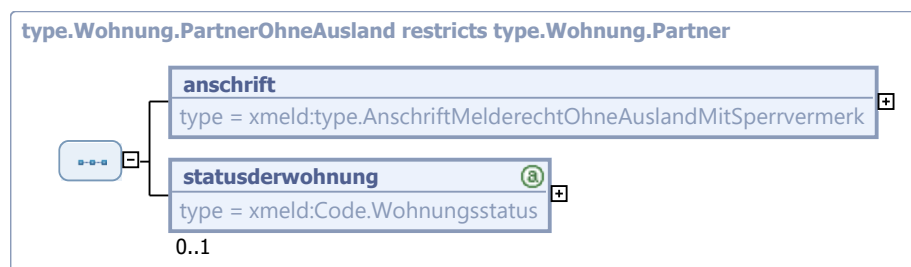 type.Wohnung.PartnerOhneAusland restricts type.Wohnung.Partner
anschrift
type = xmeld:type.AnschriftMelderechtOhneAuslandMitSperrvermerk
statusderwohnung a
type = xmeld:Code.Wohnungsstatus
0..1